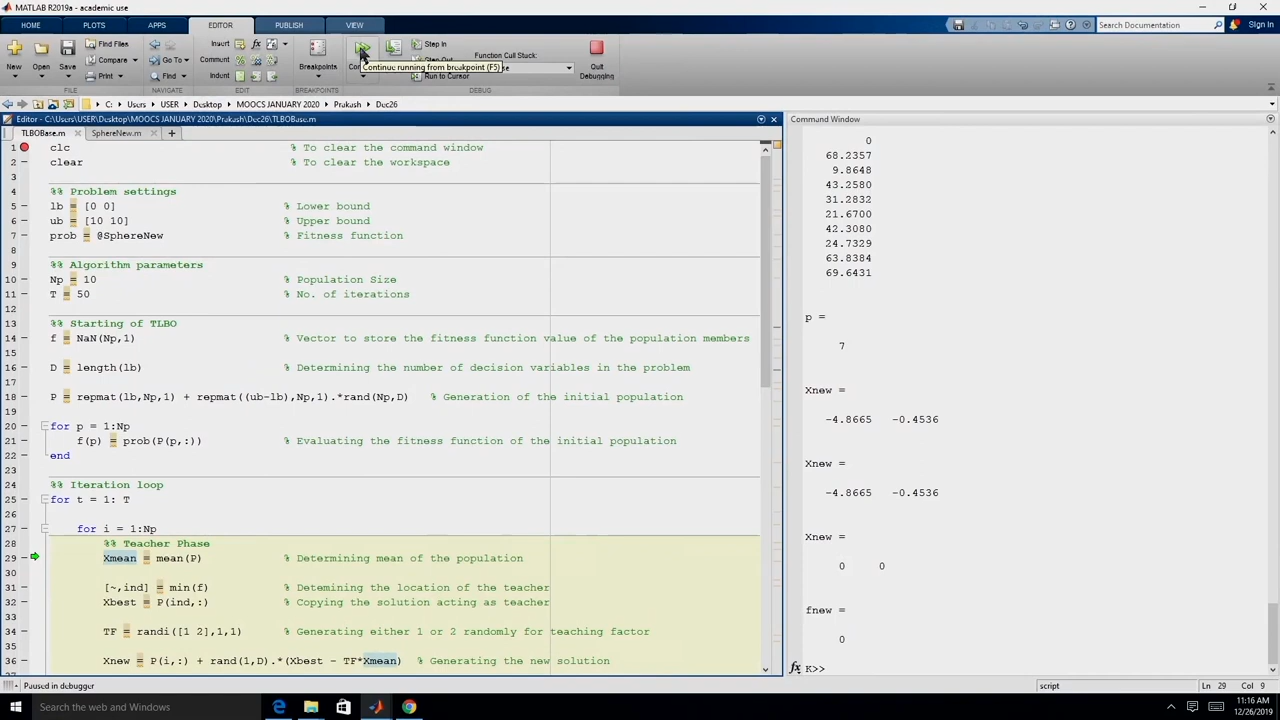 MATLAB R2019a - academic use
HOME PLOTS APPS EDITOR PUBLISH VIEW
Search Documentation Sign In
New Open Save Find Files Compare Print Go To Find Insert Comment Indent Breakpoints Step In Step Out Run to Cursor Function Call Stack: Quit Debugging
Continue running from breakpoint (F5)
FILE NAVIGATE EDIT BREAKPOINTS DEBUG
C: Users USER Desktop MOOCS JANUARY 2020 Prakash Dec26
Editor - C:\Users\USER\Desktop\MOOCS JANUARY 2020\Prakash\Dec26\TLBOBase.m
TLBOBase.m SphereNew.m
1 clc % To clear the command window
2 clear % To clear the workspace
3
4 %% Problem settings
5 lb = [0 0] % Lower bound
6 ub = [10 10] % Upper bound
7 prob = @SphereNew % Fitness function
8
9 %% Algorithm parameters
10 Np = 10 % Population Size
11 T = 50 % No. of iterations
12
13 %% Starting of TLBO
14 f = NaN(Np,1) % Vector to store the fitness function value of the population members
15
16 D = length(lb) % Determining the number of decision variables in the problem
17
18 P = repmat(lb,Np,1) + repmat((ub-lb),Np,1).*rand(Np,D) % Generation of the initial population
19
20 for p = 1:Np
21 f(p) = prob(P(p,:)) % Evaluating the fitness function of the initial population
22 end
23
24 %% Iteration loop
25 for t = 1: T
26
27 for i = 1:Np
28 %% Teacher Phase
29 Xmean = mean(P) % Determining mean of the population
30
31 [~,ind] = min(f) % Detemining the location of the teacher
32 Xbest = P(ind,:) % Copying the solution acting as teacher
33
34 TF = randi([1 2],1,1) % Generating either 1 or 2 randomly for teaching factor
35
36 Xnew = P(i,:) + rand(1,D).*(Xbest - TF*Xmean) % Generating the new solution
Command Window
0
68.2357
9.8648
43.2580
31.2832
21.6700
42.3080
24.7329
63.8384
69.6431
p =
7
Xnew =
-4.8665 -0.4536
Xnew =
-4.8665 -0.4536
Xnew =
0 0
fnew =
0
fx K>>
Paused in debugger script Ln 29 Col 9
Search the web and Windows
11:16 AM
12/26/2019